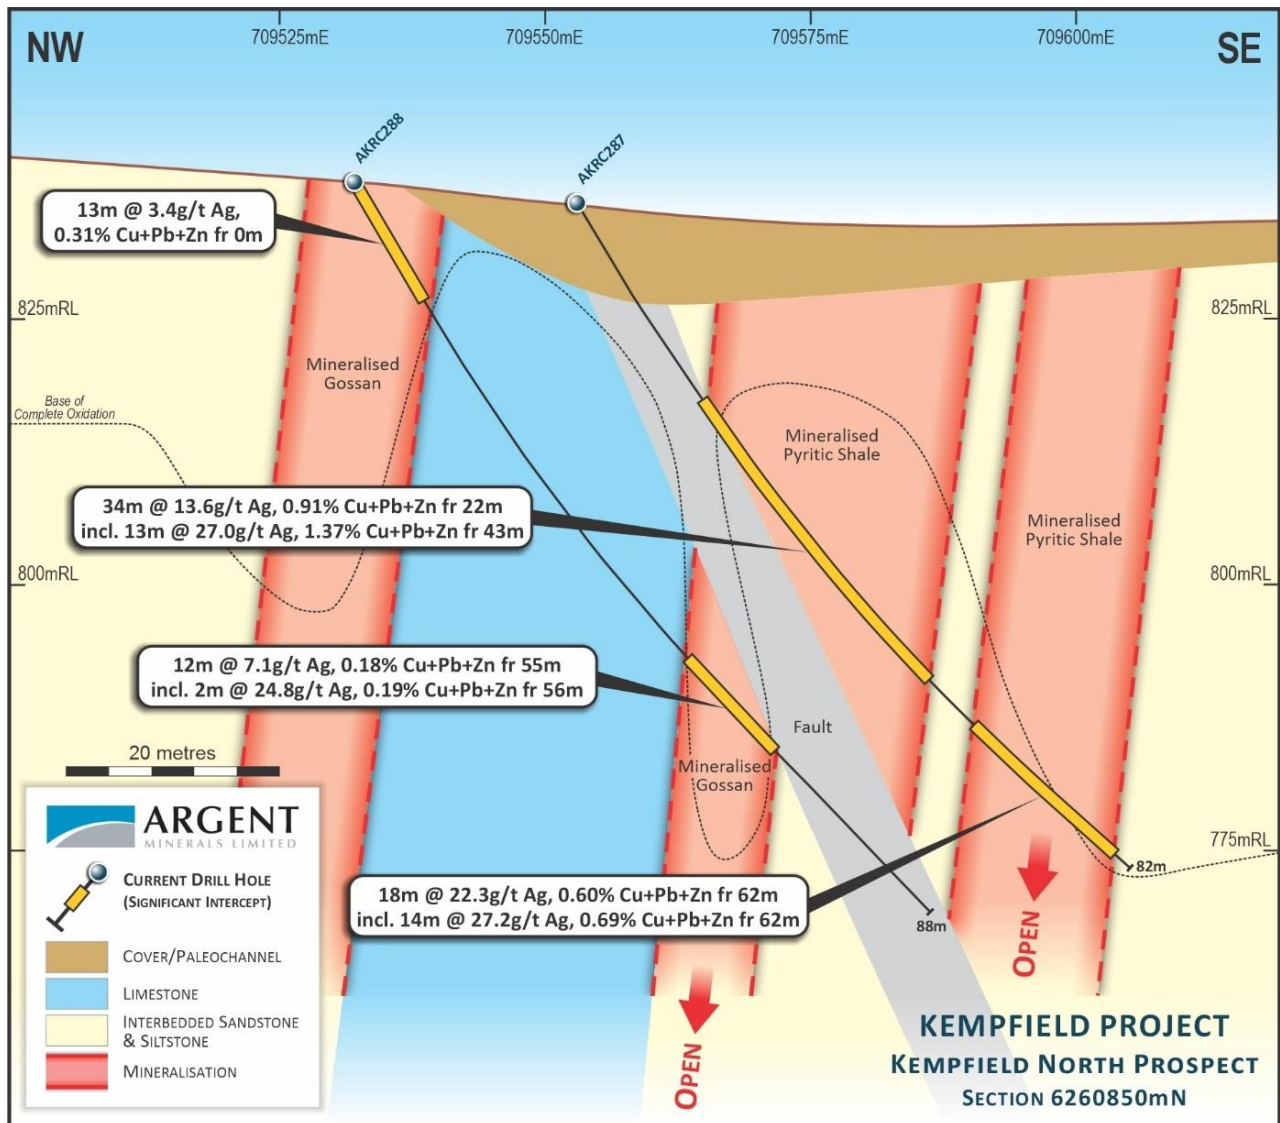 NW
709525mE
709550mE
709575mE
709600mE
SE
AKRC288
AKRC287
13m @ 3.4g/t Ag,
0.31% Cu+Pb+Zn fr 0m
825mRL
825mRL
Mineralised
Gossan
Base of
Complete Oxidation
Mineralised
Pyritic Shale
34m @ 13.6g/t Ag, 0.91% Cu+Pb+Zn fr 22m
incl. 13m @ 27.0g/t Ag, 1.37% Cu+Pb+Zn fr 43m
Mineralised
Pyritic Shale
800mRL
800mRL
12m @ 7.1g/t Ag, 0.18% Cu+Pb+Zn fr 55m
incl. 2m @ 24.8g/t Ag, 0.19% Cu+Pb+Zn fr 56m
Fault
20 metres
Mineralised
Gossan
775mRL
82m
18m @ 22.3g/t Ag, 0.60% Cu+Pb+Zn fr 62m
incl. 14m @ 27.2g/t Ag, 0.69% Cu+Pb+Zn fr 62m
88m
OPEN
OPEN
ARGENT
MINERALS LIMITED
CURRENT DRILL HOLE
(SIGNIFICANT INTERCEPT)
COVER/PALEOCHANNEL
LIMESTONE
INTERBEDDED SANDSTONE
& SILTSTONE
MINERALISATION
KEMPFIELD PROJECT
KEMPFIELD NORTH PROSPECT
SECTION 6260850mN